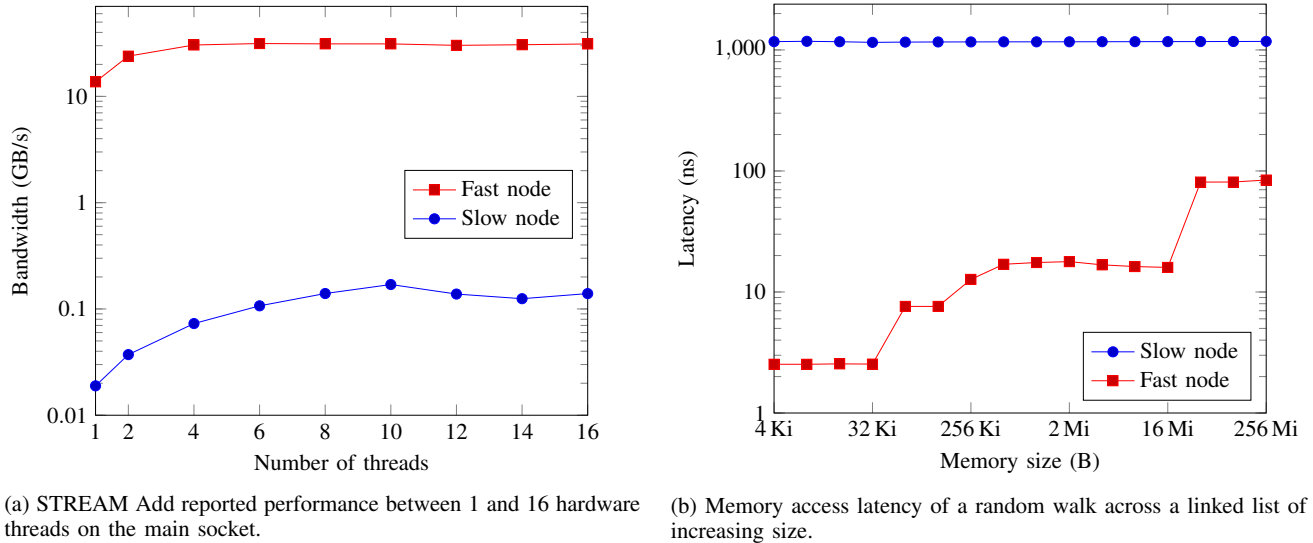 10
1
0.1
0.01
Bandwidth (GB/s)
Fast node
Slow node
1 2 4 6 8 10 12 14 16
Number of threads
(a) STREAM Add reported performance between 1 and 16 hardware
threads on the main socket.
1,000
100
10
1
Latency (ns)
Slow node
Fast node
4 Ki 32 Ki 256 Ki 2 Mi 16 Mi 256 Mi
Memory size (B)
(b) Memory access latency of a random walk across a linked list of
increasing size.